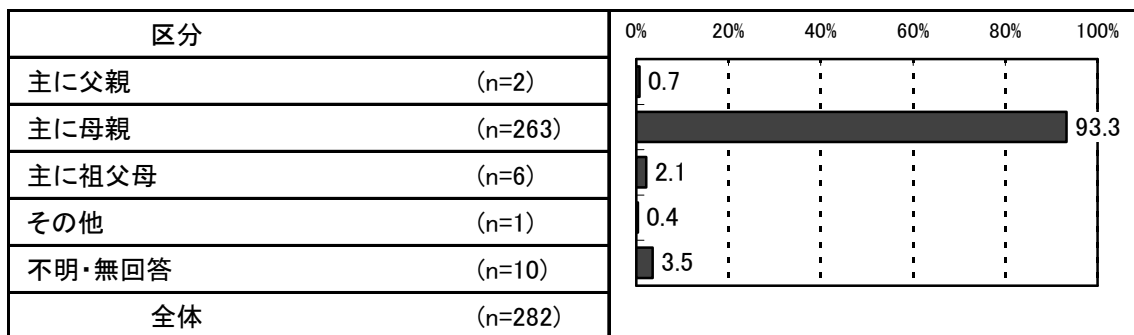 区分 0% 20% 40% 60% 80% 100%
主に父親 (n=2) 0.7
主に母親 (n=263) 93.3
主に祖父母 (n=6) 2.1
その他 (n=1) 0.4
不明・無回答 (n=10) 3.5
全体 (n=282)